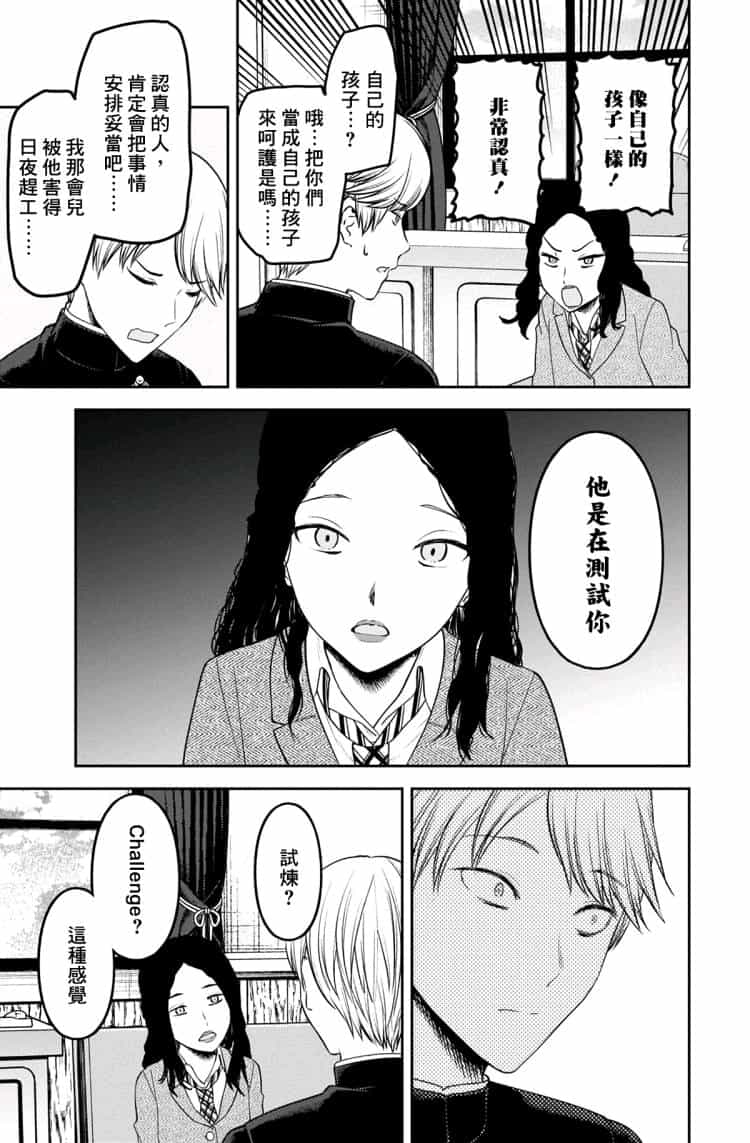 像自己的
孩子一樣！
非常認真！
自己的
孩子…？
哦…把你們
當成自己的孩子
來呵護是嗎…
認真的人，
肯定會把事情
安排妥當吧……
我那會兒
被他害得
日夜趕工……
他是在測試你
試煉？
Challenge？
這種感覺